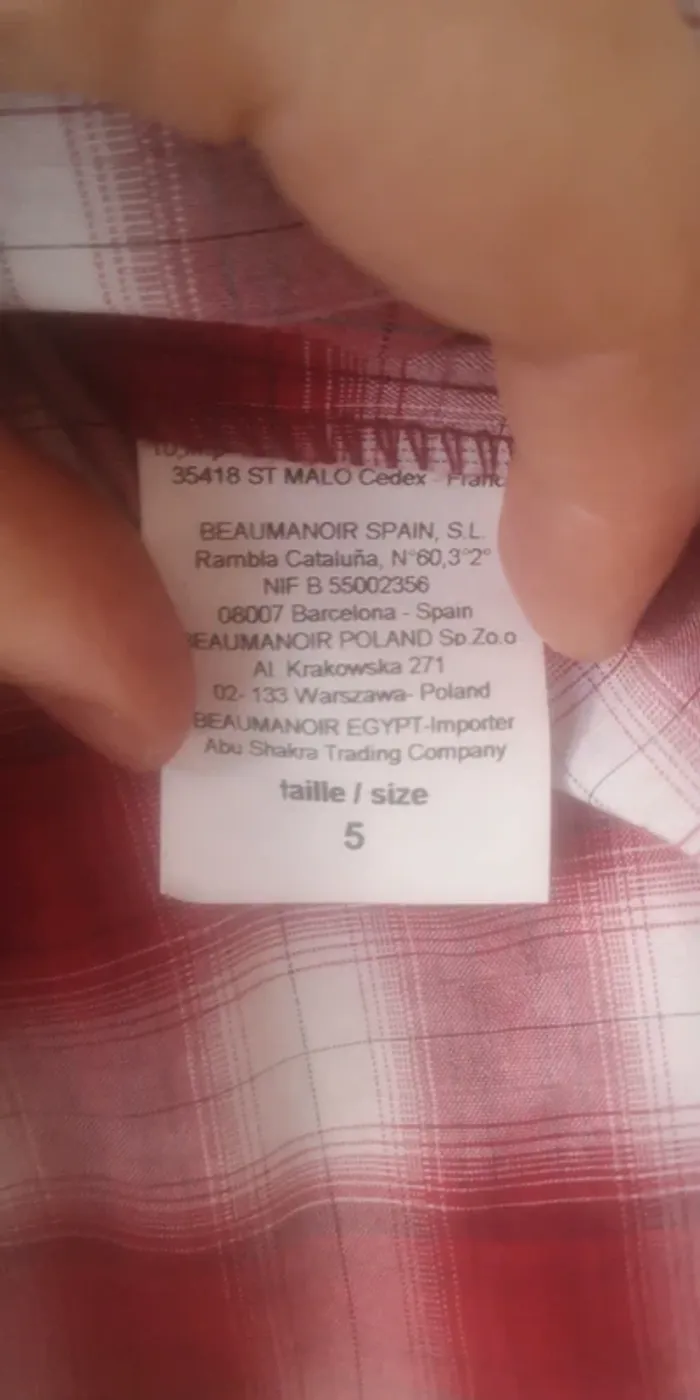 35418 ST MALO Cedex Franc
BEAUMANOIR SPAIN, S.L.
Rambla Cataluña, N°60,3°2°
NIF B 55002356
08007 Barcelona - Spain
BEAUMANOIR POLAND Sp.Zo.o
Al. Krakowska 271
02- 133 Warszawa- Poland
BEAUMANOIR EGYPT-Importer
Abu Shakra Trading Company
taille / size
5